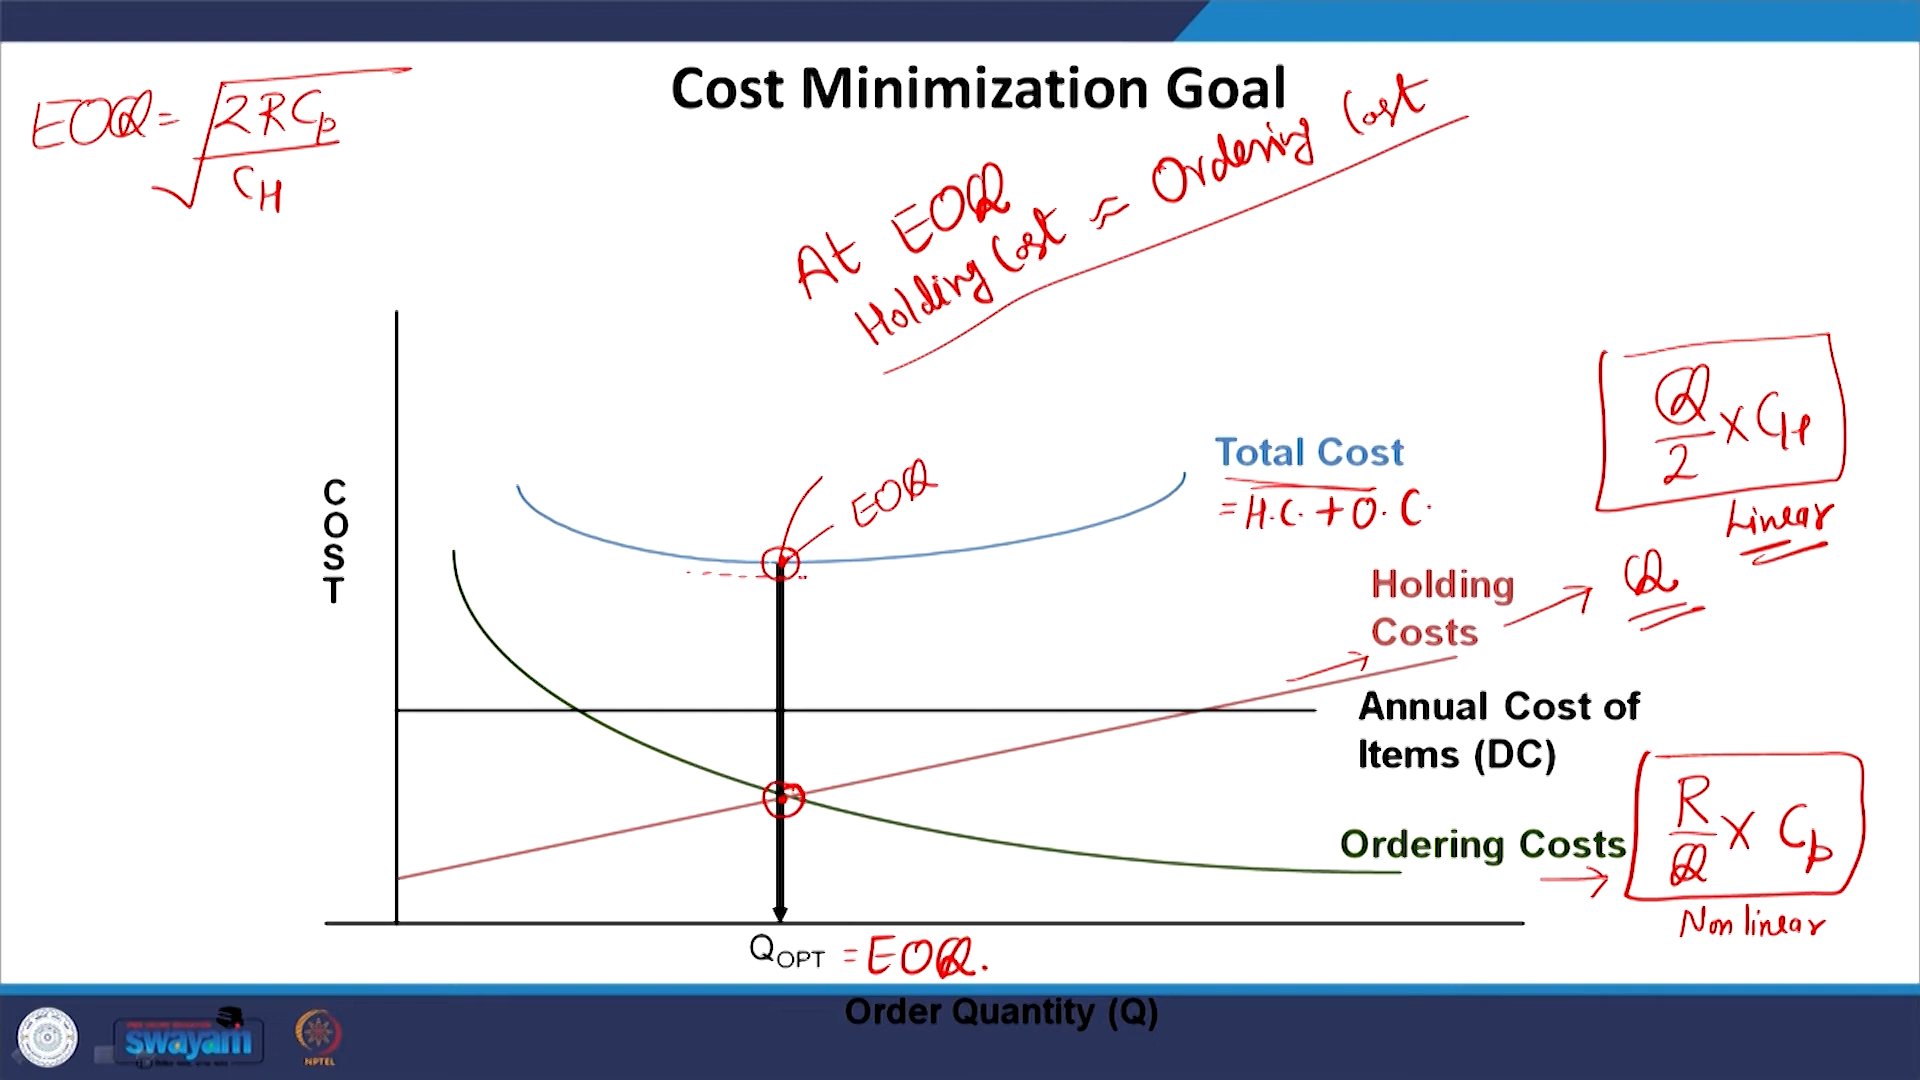 Cost Minimization Goal
EOQ = √2RCp
CH
At EOQ
Holding Cost ≈ Ordering Cost
Q/2 × CH
Linear
COST
EOQ
Total Cost
= H.C. + O.C.
Holding
Costs
Q
Annual Cost of
Items (DC)
Ordering Costs
R/Q × Cp
Non linear
QOPT = EOQ.
Order Quantity (Q)
swayam
NPTEL